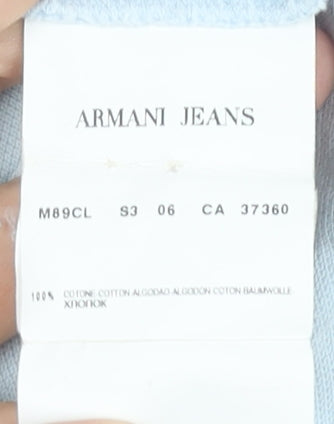 ARMANI JEANS
M89CL S3 06 CA 37360
100% COTONE-COTTON-ALGODAO-ALGODON-COTON-BAUMWOLLE
ХЛОПОК